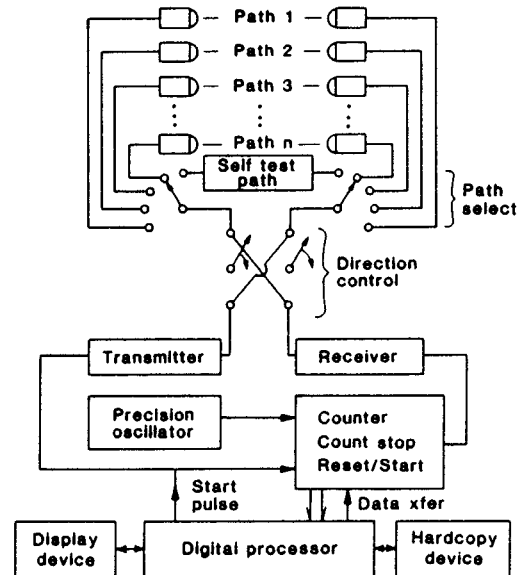 Path 1
Path 2
Path 3
Path n
Self test
path
Path
select
Direction
control
Transmitter
Receiver
Precision
oscillator
Counter
Count stop
Reset/Start
Start
pulse
Data xfer
Display
device
Digital processor
Hardcopy
device